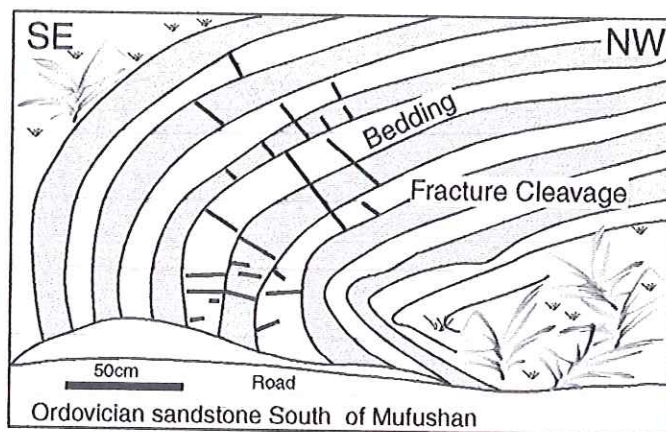 SE
NW
Bedding
Fracture Cleavage
50cm
Road
Ordovician sandstone South of Mufushan